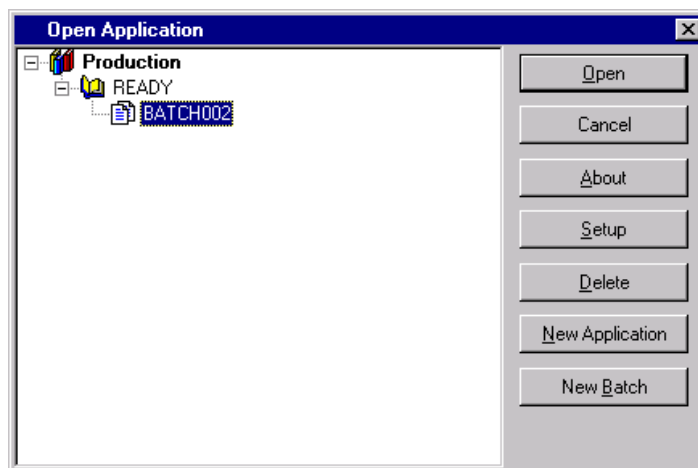 Open Application
Production
READY
BATCH002
Open
Cancel
About
Setup
Delete
New Application
New Batch